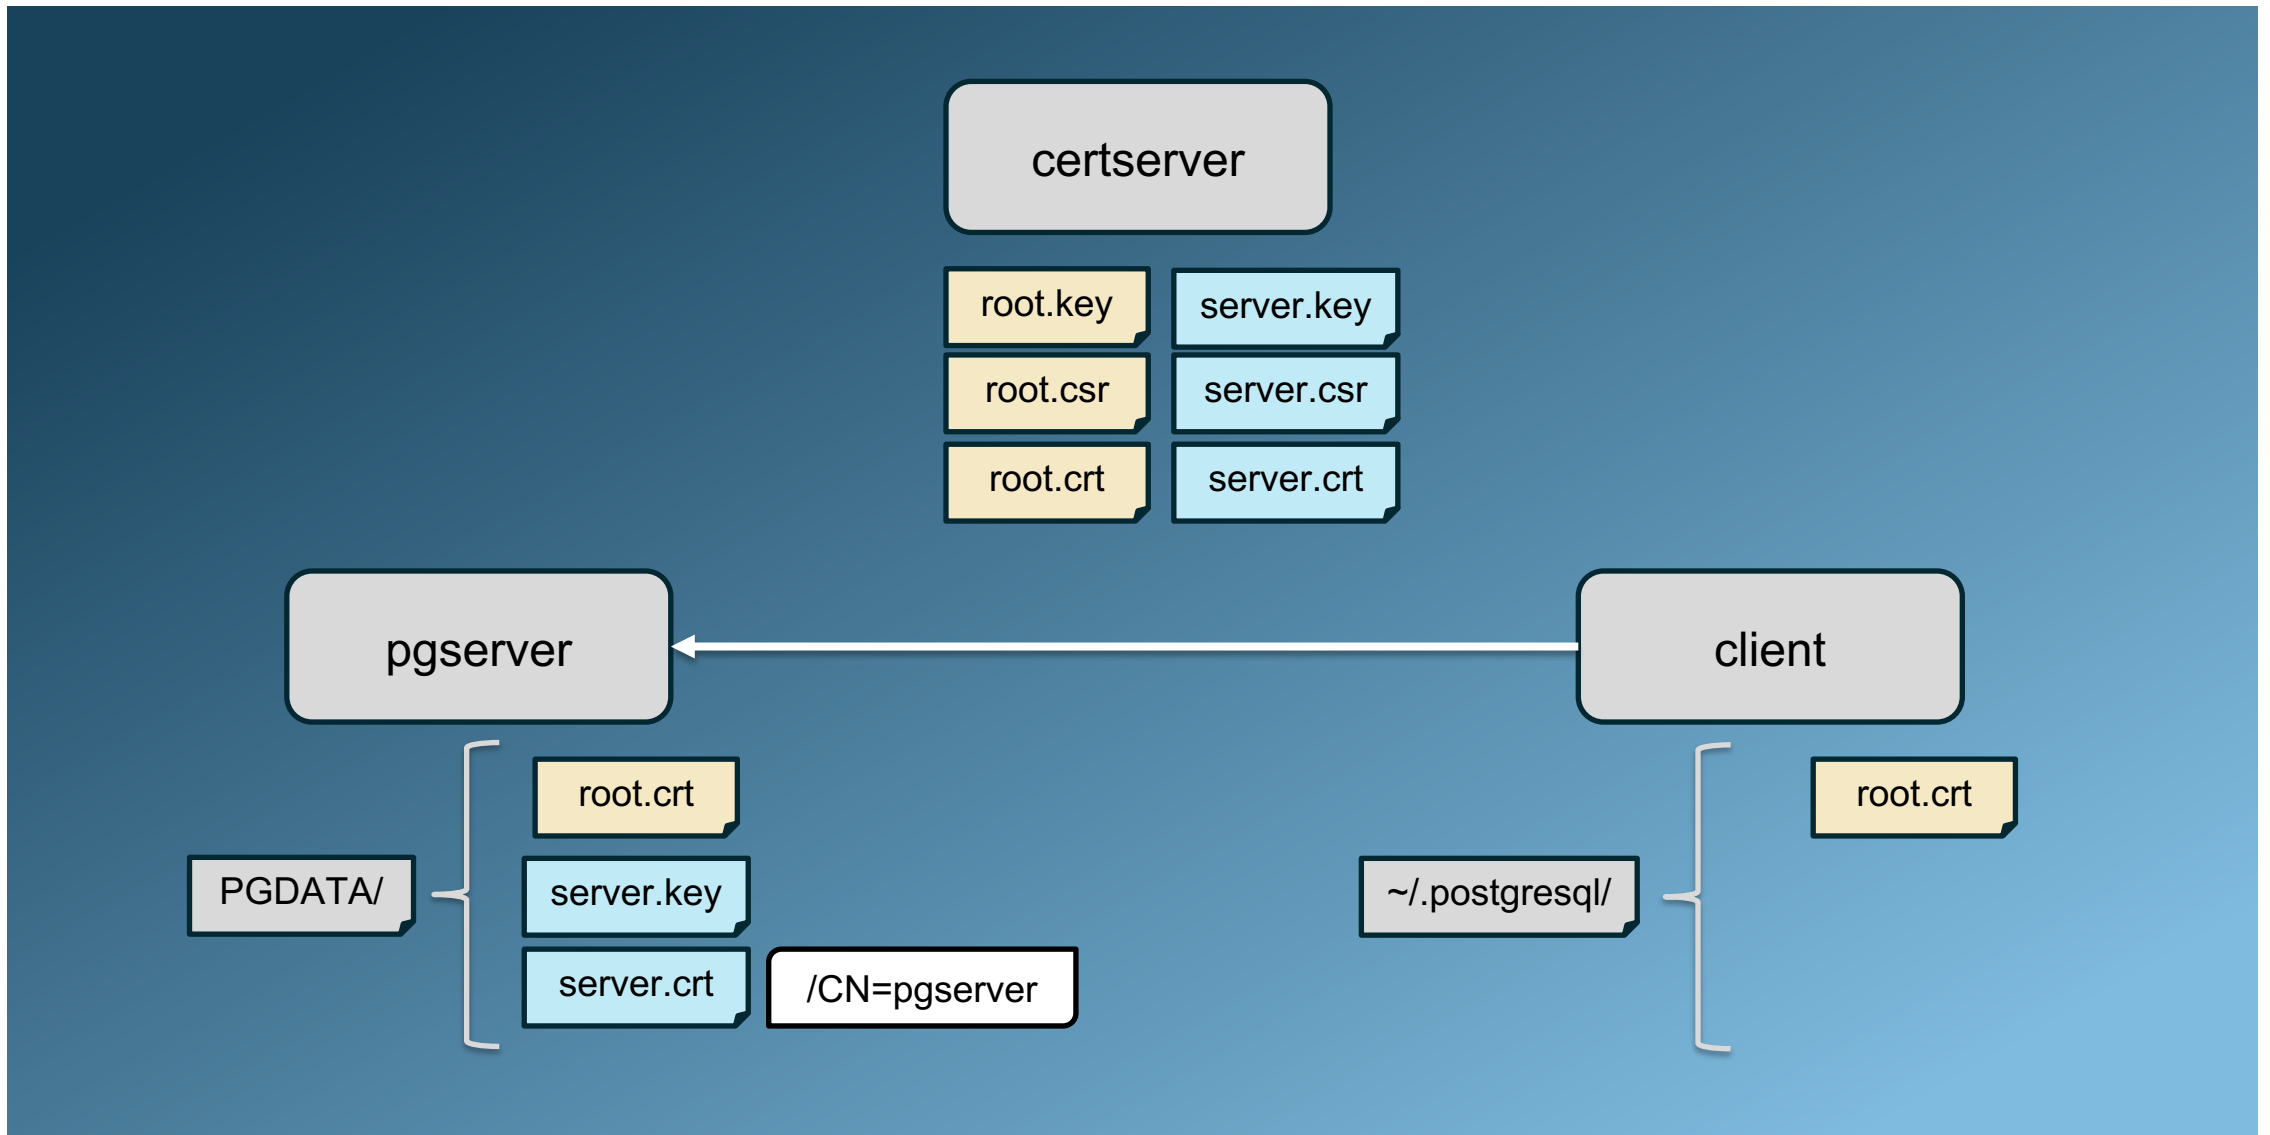 certserver
root.key
server.key
root.csr
server.csr
root.crt
server.crt
pgserver
client
root.crt
root.crt
PGDATA/
server.key
~/.postgresql/
server.crt
/CN=pgserver